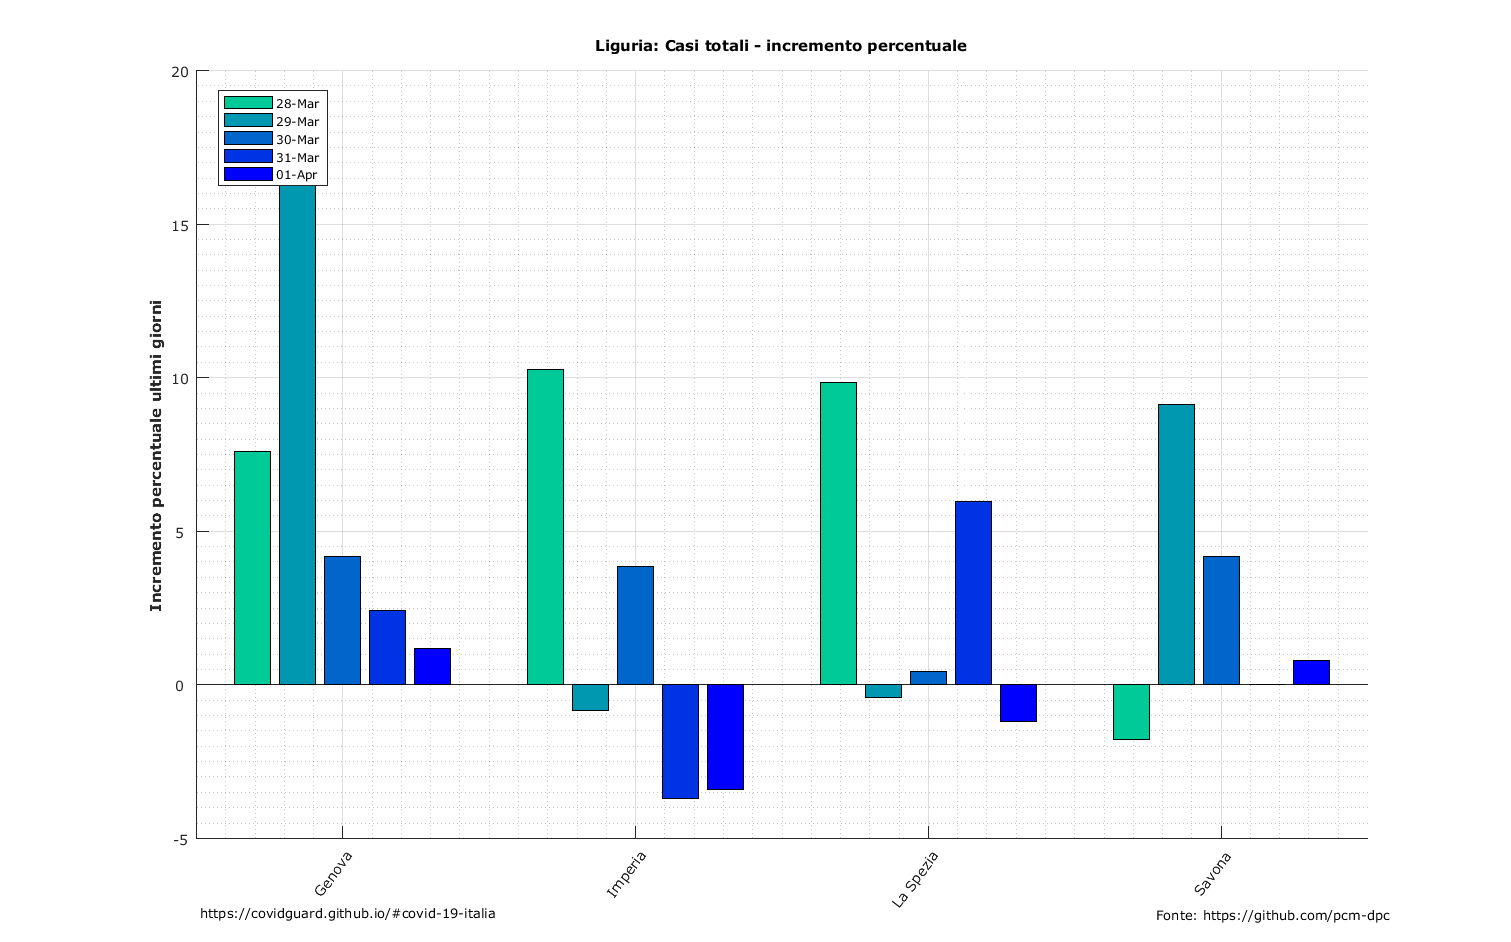 Liguria: Casi totali - incremento percentuale
20
15
10
5
0
-5
Incremento percentuale ultimi giorni
28-Mar
29-Mar
30-Mar
31-Mar
01-Apr
Genova
Imperia
La Spezia
Savona
https://covidguard.github.io/#covid-19-italia
Fonte: https://github.com/pcm-dpc